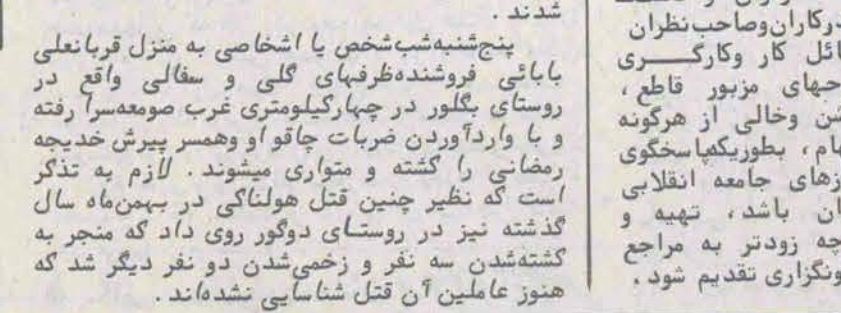 شدند .
پنج‌شنبه‌شب‌شخص یا اشخاصی به منزل قربانعلی
بابائی فروشنده‌ظرفهای گلی و سفالی واقع در
روستای بگلور در چهارکیلومتری غرب صومعه‌سرا رفته
و با واردآوردن ضربات چاقو او وهمسر پیرش خدیجه
رمضانی را کشته و متواری میشوند . لازم به تذکر
است که نظیر چنین قتل هولناکی در بهمن‌ماه سال
گذشته نیز در روستای دوگور روی داد که منجر به
کشته‌شدن سه نفر و زخمی‌شدن دو نفر دیگر شد که
هنوز عاملین آن قتل شناسایی نشده‌اند .
درکاران‌وصاحب‌نظران
ائل کار وکارگـــری
حهای مزبور قاطع ،
شن وخالی از هرگونه
هام ، بطوریکه‌پاسخگوی
زهای جامعه انقلابی
ان باشد، تهیه و
چه زودتر به مراجع
ونگزاری تقدیم شود .